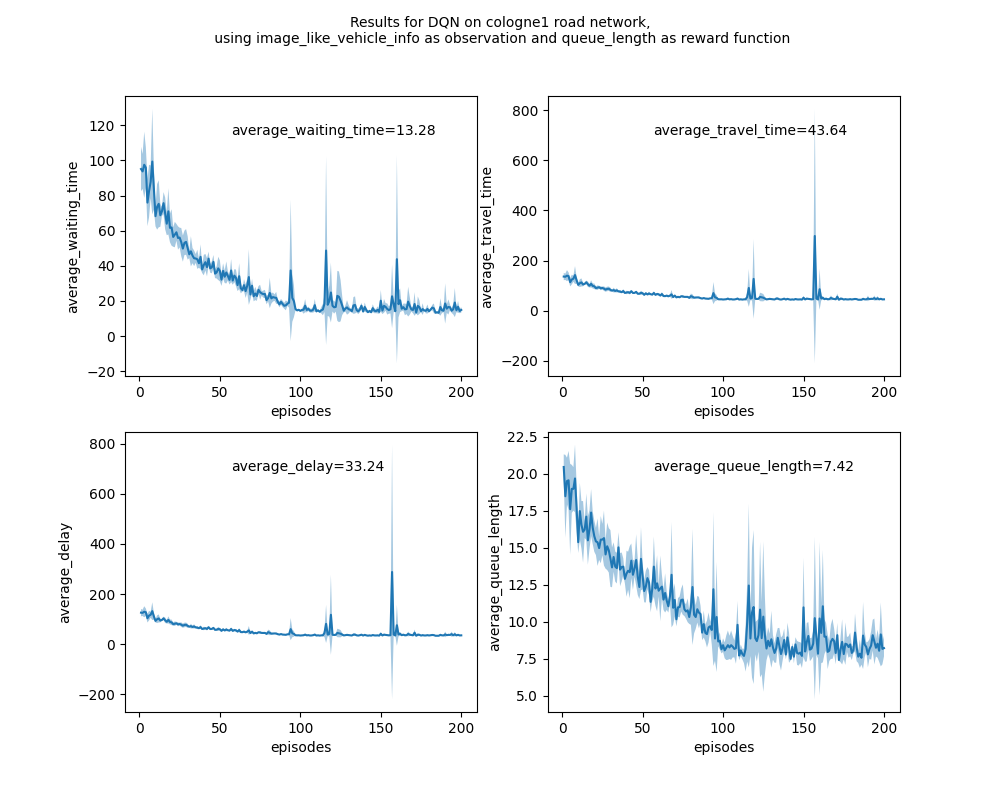 Results for DQN on cologne1 road network,
using image_like_vehicle_info as observation and queue_length as reward function
120
100
80
60
40
20
0
−20
average_waiting_time
average_waiting_time=13.28
0 50 100 150 200
episodes
800
600
400
200
0
−200
average_travel_time
average_travel_time=43.64
0 50 100 150 200
episodes
800
600
400
200
0
−200
average_delay
average_delay=33.24
0 50 100 150 200
episodes
22.5
20.0
17.5
15.0
12.5
10.0
7.5
5.0
average_queue_length
average_queue_length=7.42
0 50 100 150 200
episodes